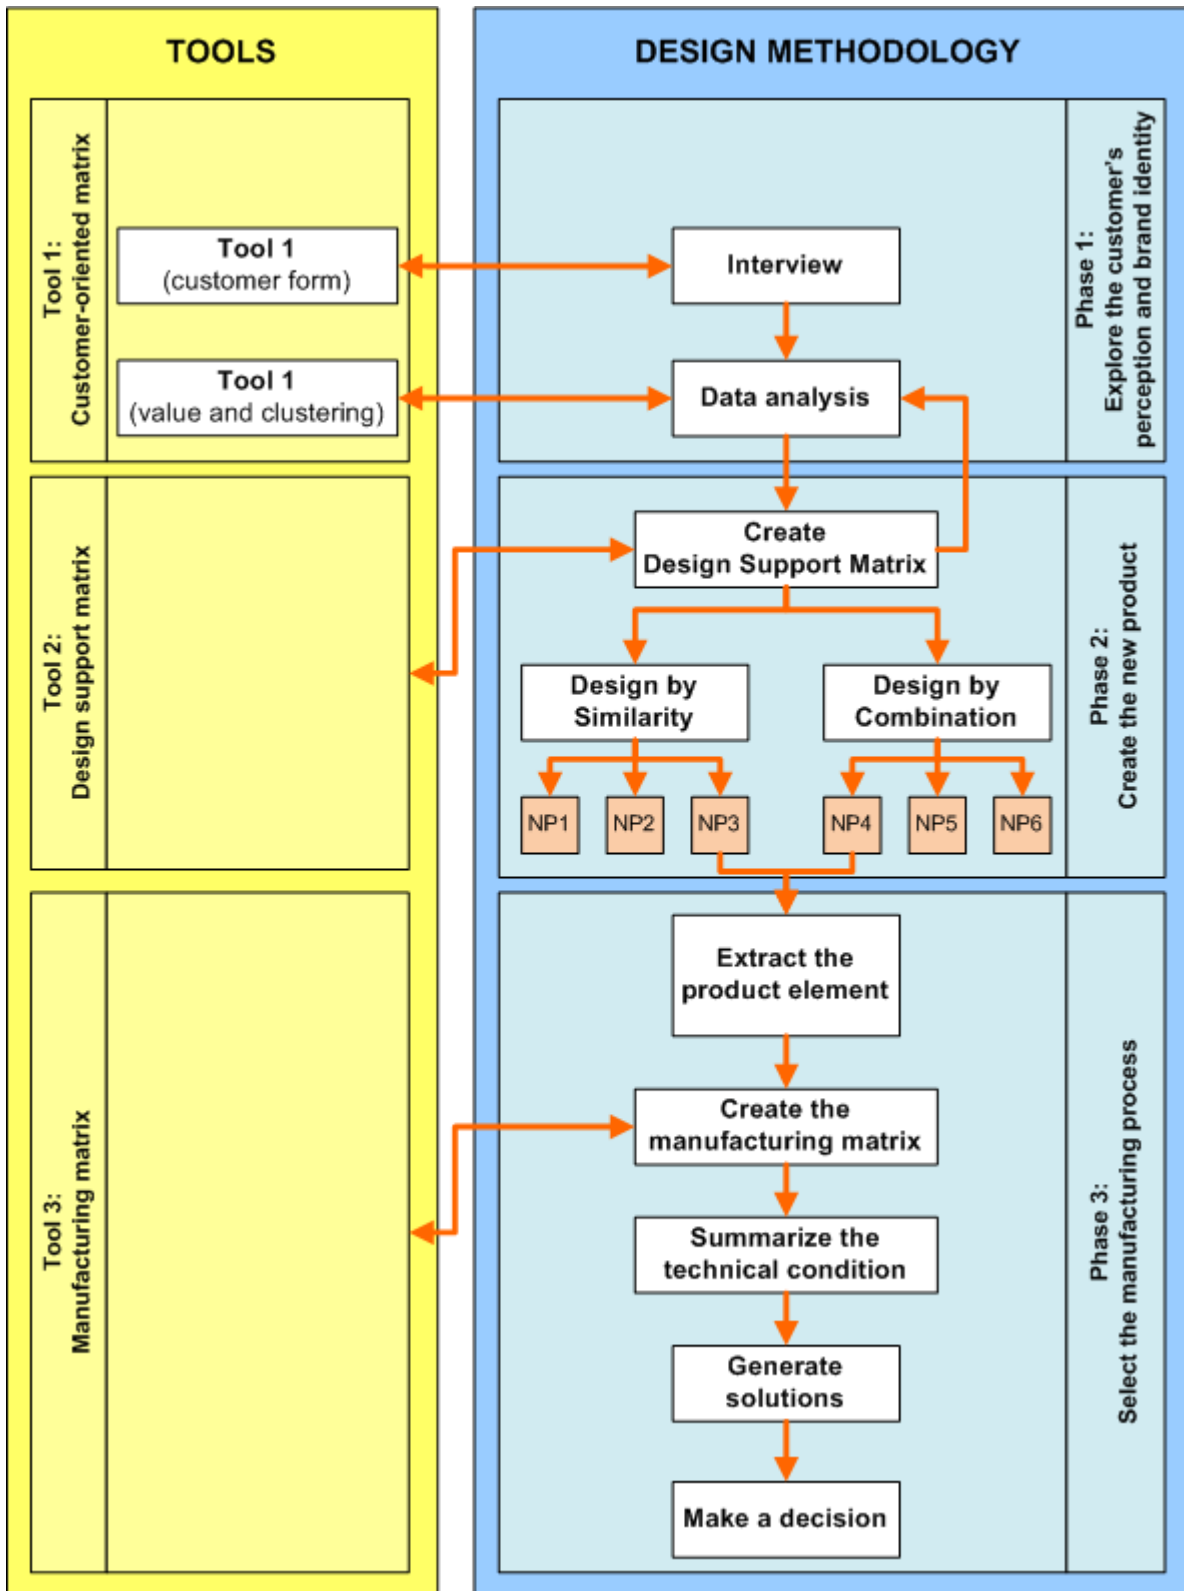 TOOLS
Tool 1:
Customer-oriented matrix
Tool 1
(customer form)
Tool 1
(value and clustering)
Tool 2:
Design support matrix
Tool 3:
Manufacturing matrix
DESIGN METHODOLOGY
Phase 1:
Explore the customer's
perception and brand identity
Interview
Data analysis
Phase 2:
Create the new product
Create
Design Support Matrix
Design by
Similarity
Design by
Combination
NP1
NP2
NP3
NP4
NP5
NP6
Phase 3:
Select the manufacturing process
Extract the
product element
Create the
manufacturing matrix
Summarize the
technical condition
Generate
solutions
Make a decision